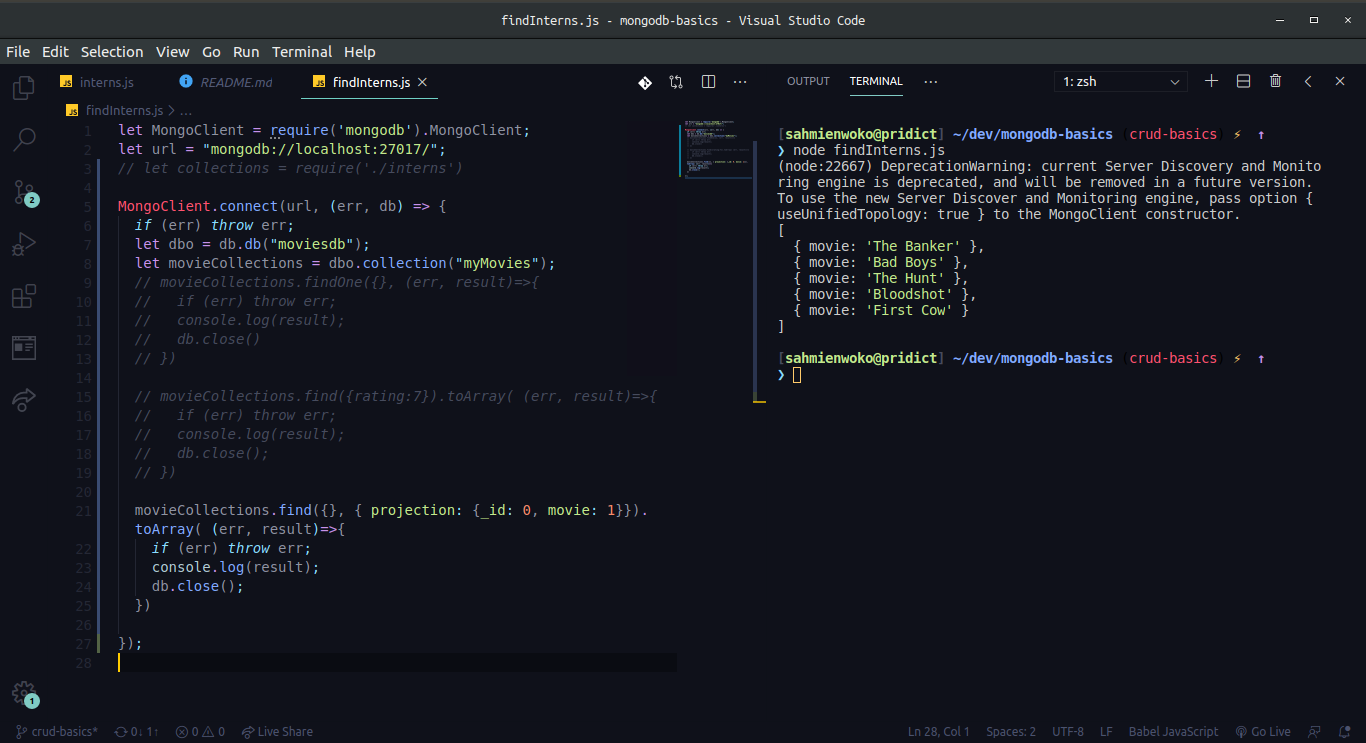 findInterns.js - mongodb-basics - Visual Studio Code
File Edit Selection View Go Run Terminal Help
interns.js README.md findInterns.js
findInterns.js > ...
1 let MongoClient = require('mongodb').MongoClient;
2 let url = "mongodb://localhost:27017/";
3 // let collections = require('./interns')
4
5 MongoClient.connect(url, (err, db) => {
6 if (err) throw err;
7 let dbo = db.db("moviesdb");
8 let movieCollections = dbo.collection("myMovies");
9 // movieCollections.findOne({}, (err, result)=>{
10 // if (err) throw err;
11 // console.log(result);
12 // db.close()
13 // })
14
15 // movieCollections.find({rating:7}).toArray( (err, result)=>{
16 // if (err) throw err;
17 // console.log(result);
18 // db.close();
19 // })
20
21 movieCollections.find({}, { projection: {_id: 0, movie: 1}}).
toArray( (err, result)=>{
22 if (err) throw err;
23 console.log(result);
24 db.close();
25 })
26
27 });
28
OUTPUT TERMINAL ... 1: zsh
[sahmienwoko@pridict] ~/dev/mongodb-basics (crud-basics) ⚡ ↑
❯ node findInterns.js
(node:22667) DeprecationWarning: current Server Discovery and Monito
ring engine is deprecated, and will be removed in a future version.
To use the new Server Discover and Monitoring engine, pass option {
useUnifiedTopology: true } to the MongoClient constructor.
[
{ movie: 'The Banker' },
{ movie: 'Bad Boys' },
{ movie: 'The Hunt' },
{ movie: 'Bloodshot' },
{ movie: 'First Cow' }
]
[sahmienwoko@pridict] ~/dev/mongodb-basics (crud-basics) ⚡ ↑
❯
2
1
crud-basics* 0↓ 1↑ 0 0 Live Share Ln 28, Col 1 Spaces: 2 UTF-8 LF Babel JavaScript Go Live